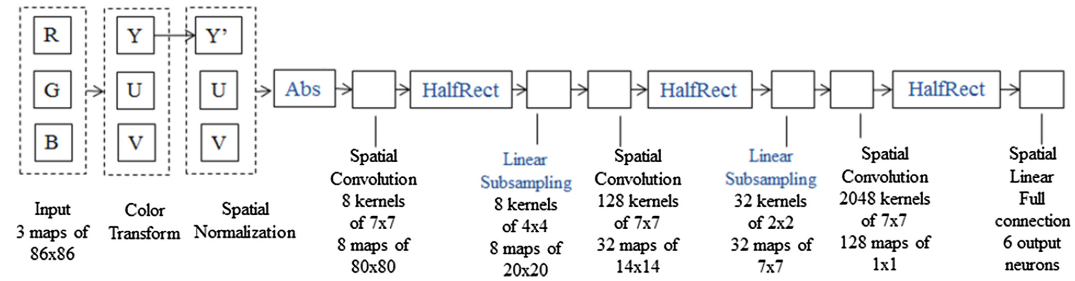 R
Y
Y’
G
U
U
Abs
HalfRect
HalfRect
HalfRect
B
V
V
Input
3 maps of
86x86
Color
Transform
Spatial
Normalization
Spatial
Convolution
8 kernels
of 7x7
8 maps of
80x80
Linear
Subsampling
8 kernels
of 4x4
8 maps of
20x20
Spatial
Convolution
128 kernels
of 7x7
32 maps of
14x14
Linear
Subsampling
32 kernels
of 2x2
32 maps of
7x7
Spatial
Convolution
2048 kernels
of 7x7
128 maps of
1x1
Spatial
Linear
Full
connection
6 output
neurons